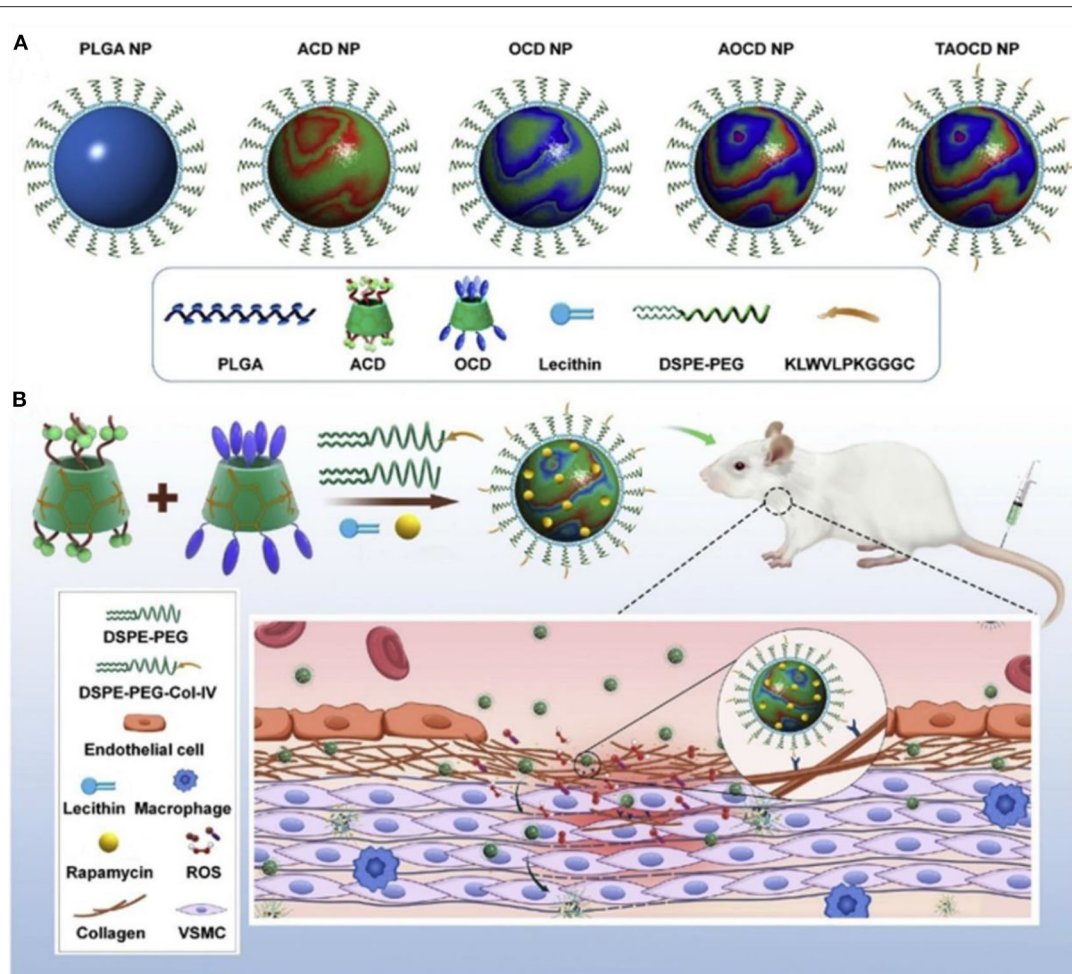 A
PLGA NP ACD NP OCD NP AOCD NP TAOCD NP
PLGA ACD OCD Lecithin DSPE-PEG KLWVLPKGGGC
B
DSPE-PEG
DSPE-PEG-Col-IV
Endothelial cell
Lecithin Macrophage
Rapamycin ROS
Collagen VSMC